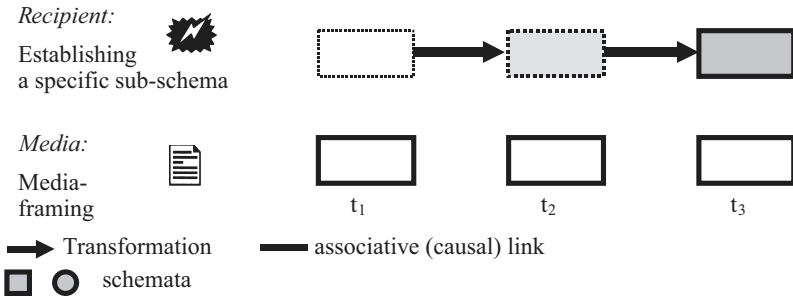 Recipient:
Establishing
a specific sub-schema
Media:
Media-
framing
t₁ t₂ t₃
Transformation associative (causal) link
schemata